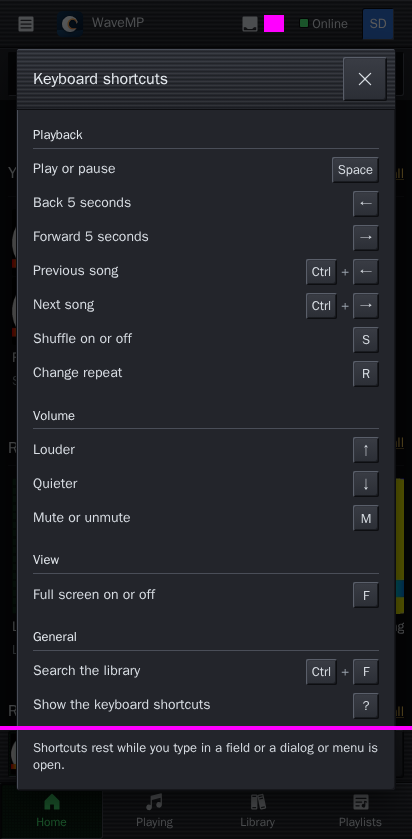 WaveMP
Online
SD
Keyboard shortcuts
Playback
Play or pause Space
Back 5 seconds ←
Forward 5 seconds →
Previous song Ctrl + ←
Next song Ctrl + →
Shuffle on or off S
Change repeat R
Volume
Louder ↑
Quieter ↓
Mute or unmute M
View
Full screen on or off F
General
Search the library Ctrl + F
Show the keyboard shortcuts ?
Shortcuts rest while you type in a field or a dialog or menu is
open.
Home Playing Library Playlists